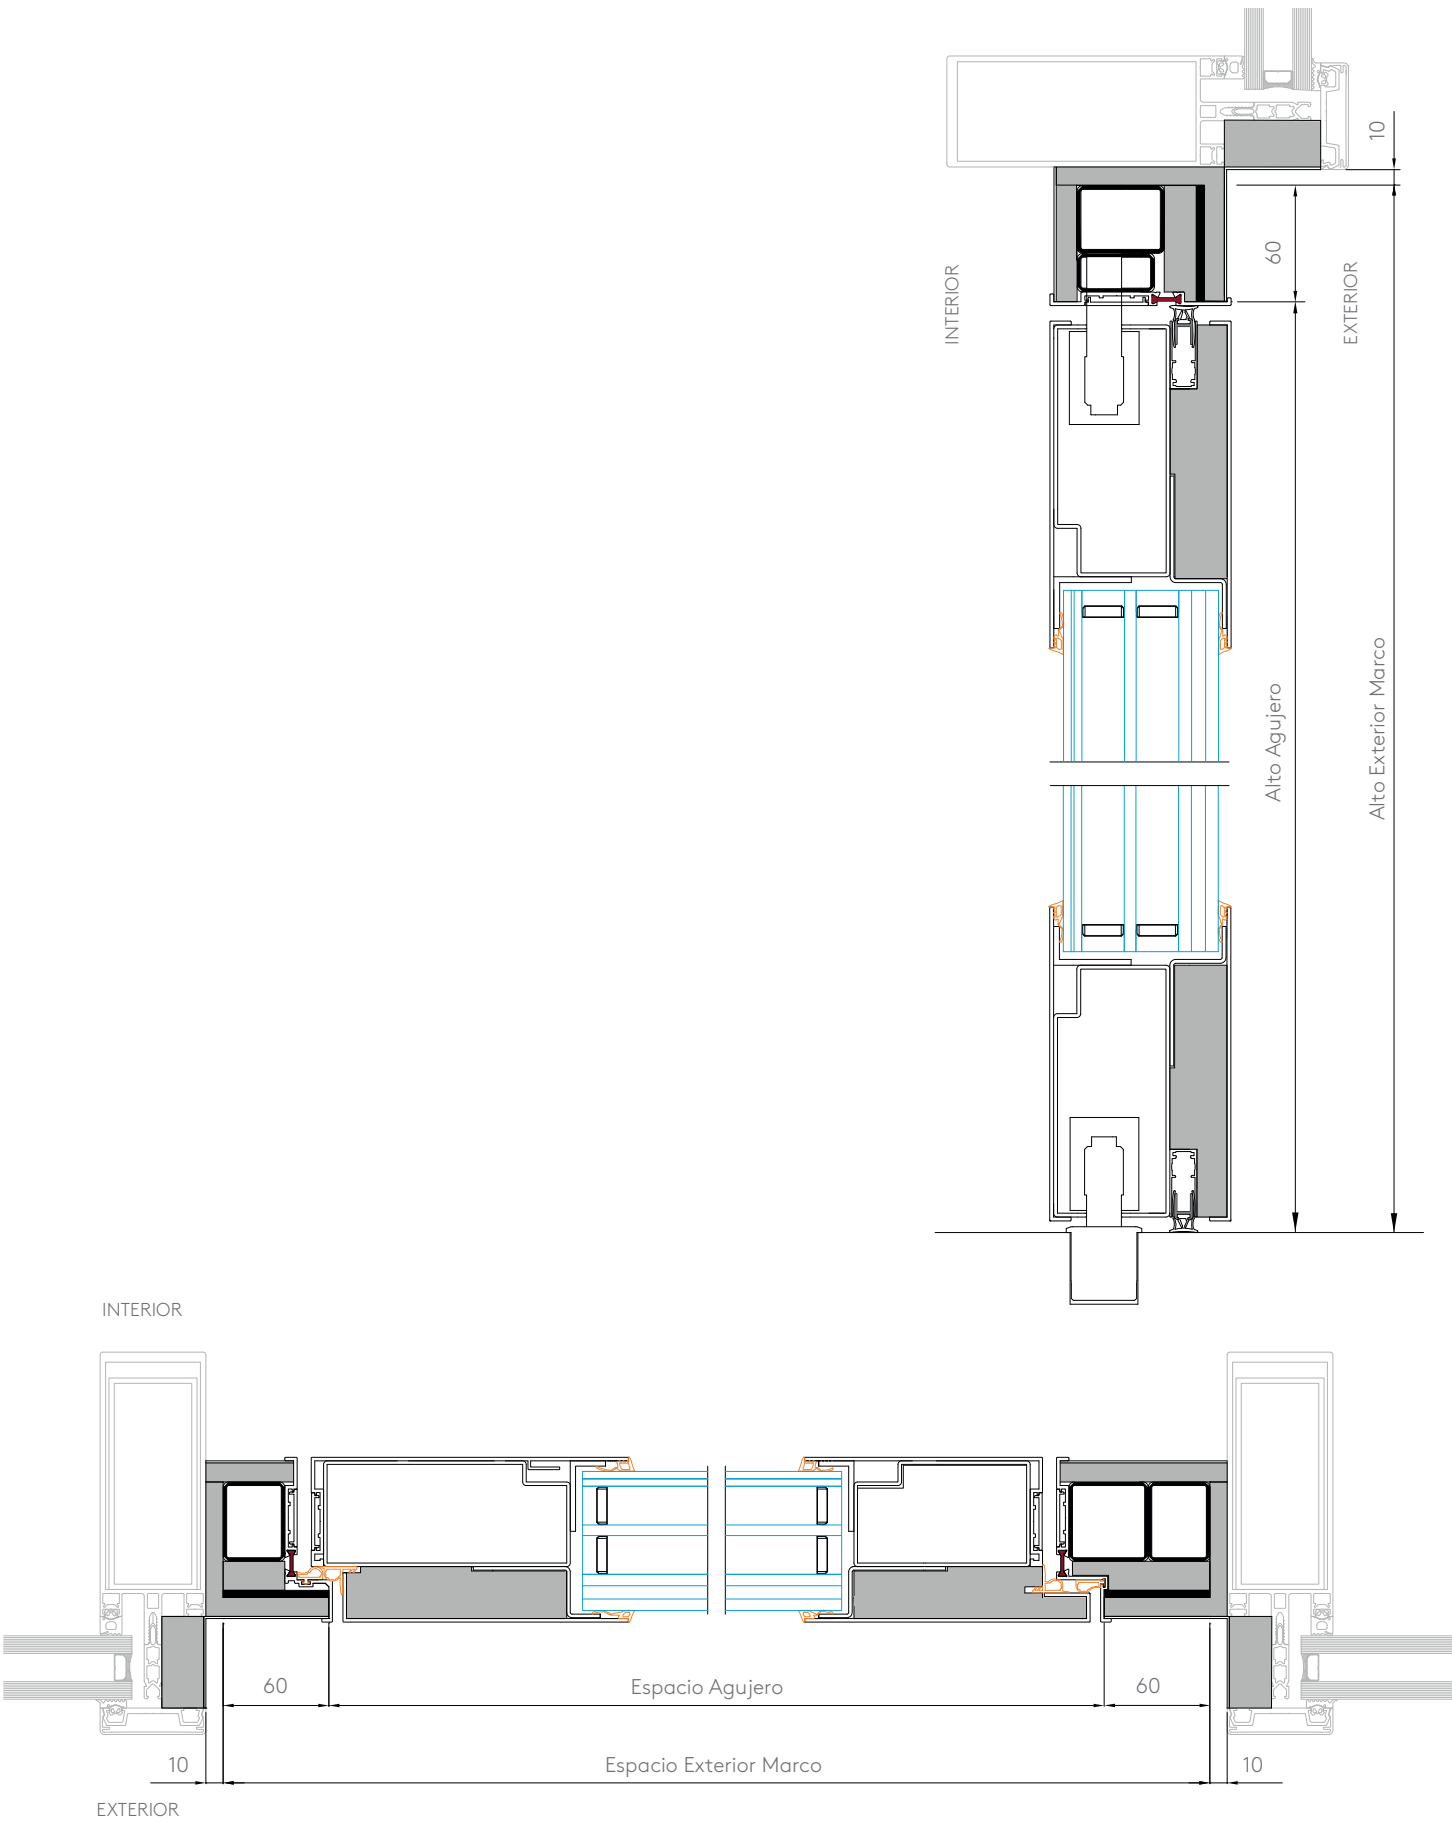 10
60
INTERIOR
EXTERIOR
Alto Agujero
Alto Exterior Marco
INTERIOR
60
Espacio Agujero
60
10
Espacio Exterior Marco
10
EXTERIOR